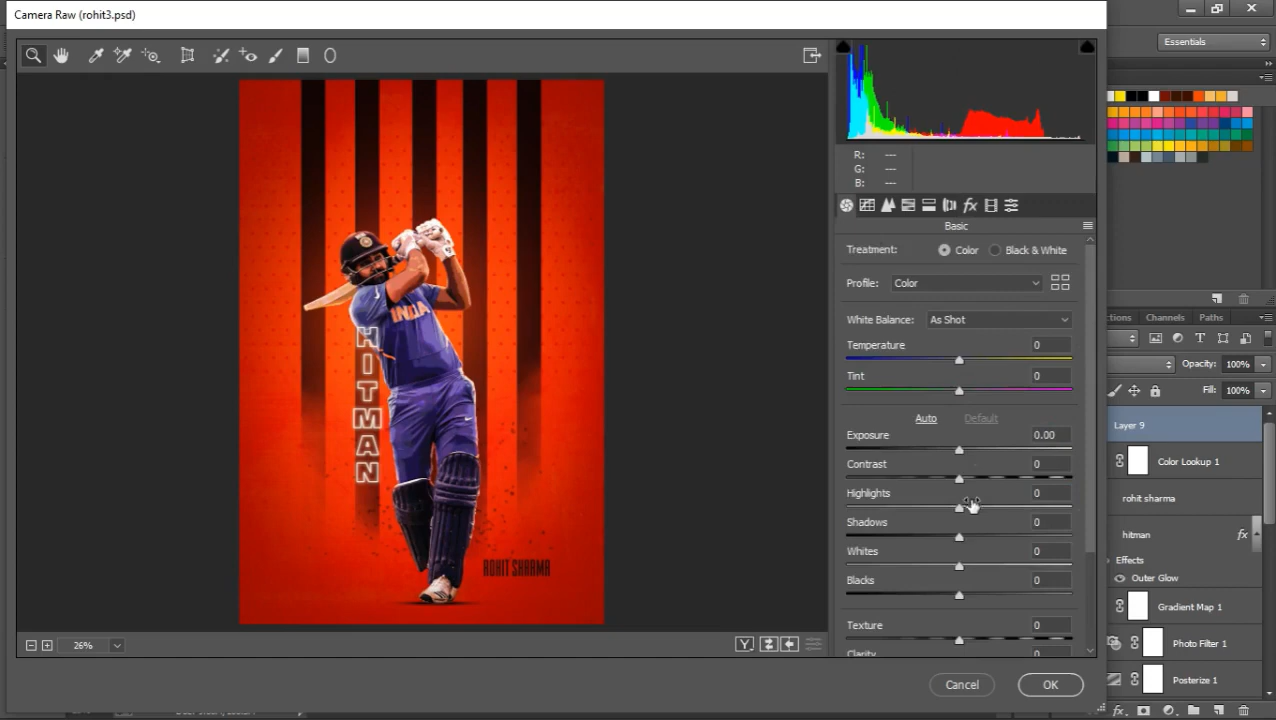 Camera Raw (rohit3.psd)
Essentials
R: ---
G: ---
B: ---
Basic
Treatment: Color Black & White
Profile: Color
White Balance: As Shot
Temperature 0
Tint 0
Auto Default
Exposure 0.00
Contrast 0
Highlights 0
Shadows 0
Whites 0
Blacks 0
Texture 0
Clarity 0
INDIA
HITMAN
ROHIT SHARMA
26%
Cancel OK
Channels Paths
Opacity: 100%
Fill: 100%
Layer 9
Color Lookup 1
rohit sharma
hitman fx
Effects
Outer Glow
Gradient Map 1
Photo Filter 1
Posterize 1